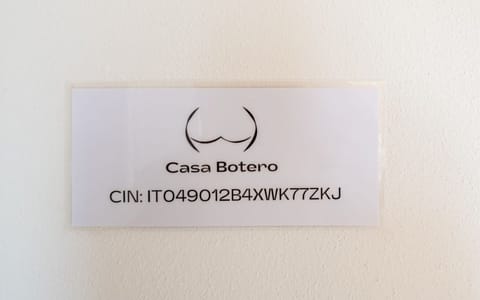 Casa Botero
CIN: IT049012B4XWK77ZKJ